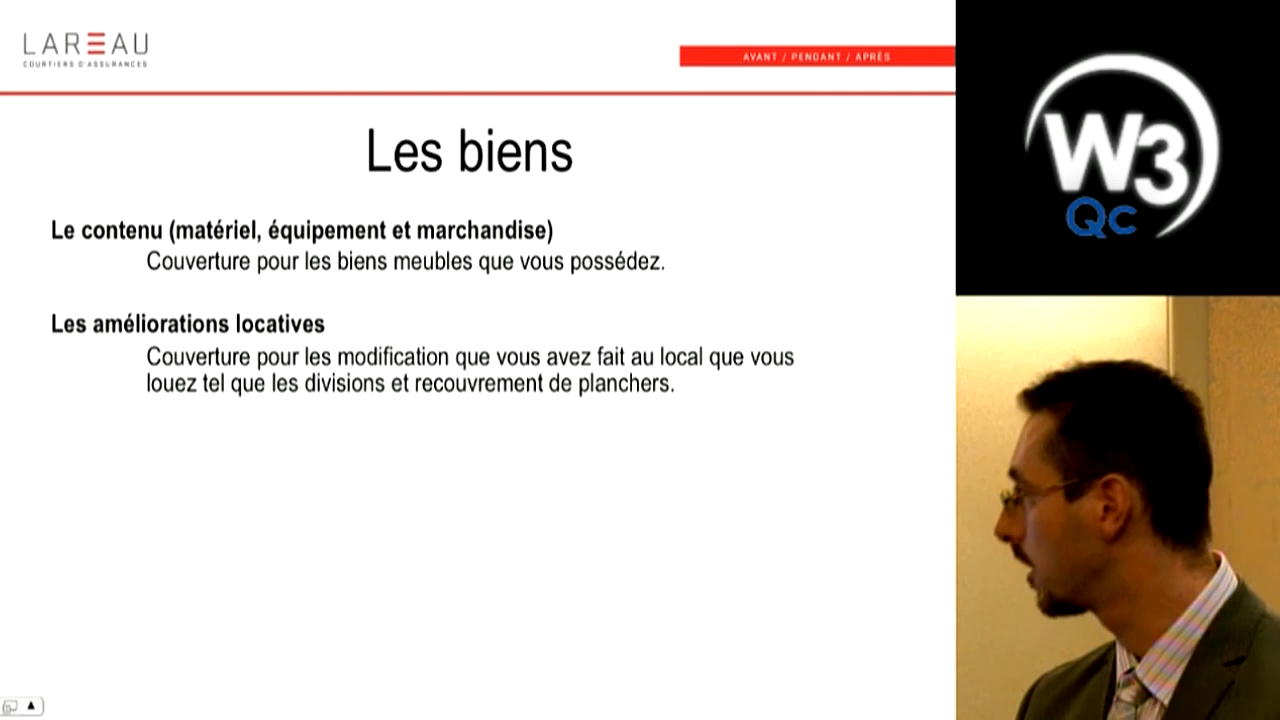 LAREAU
COURTIERS D'ASSURANCES
AVANT / PENDANT / APRÈS
W3
Qc
Les biens
Le contenu (matériel, équipement et marchandise)
Couverture pour les biens meubles que vous possédez.
Les améliorations locatives
Couverture pour les modification que vous avez fait au local que vous
louez tel que les divisions et recouvrement de planchers.